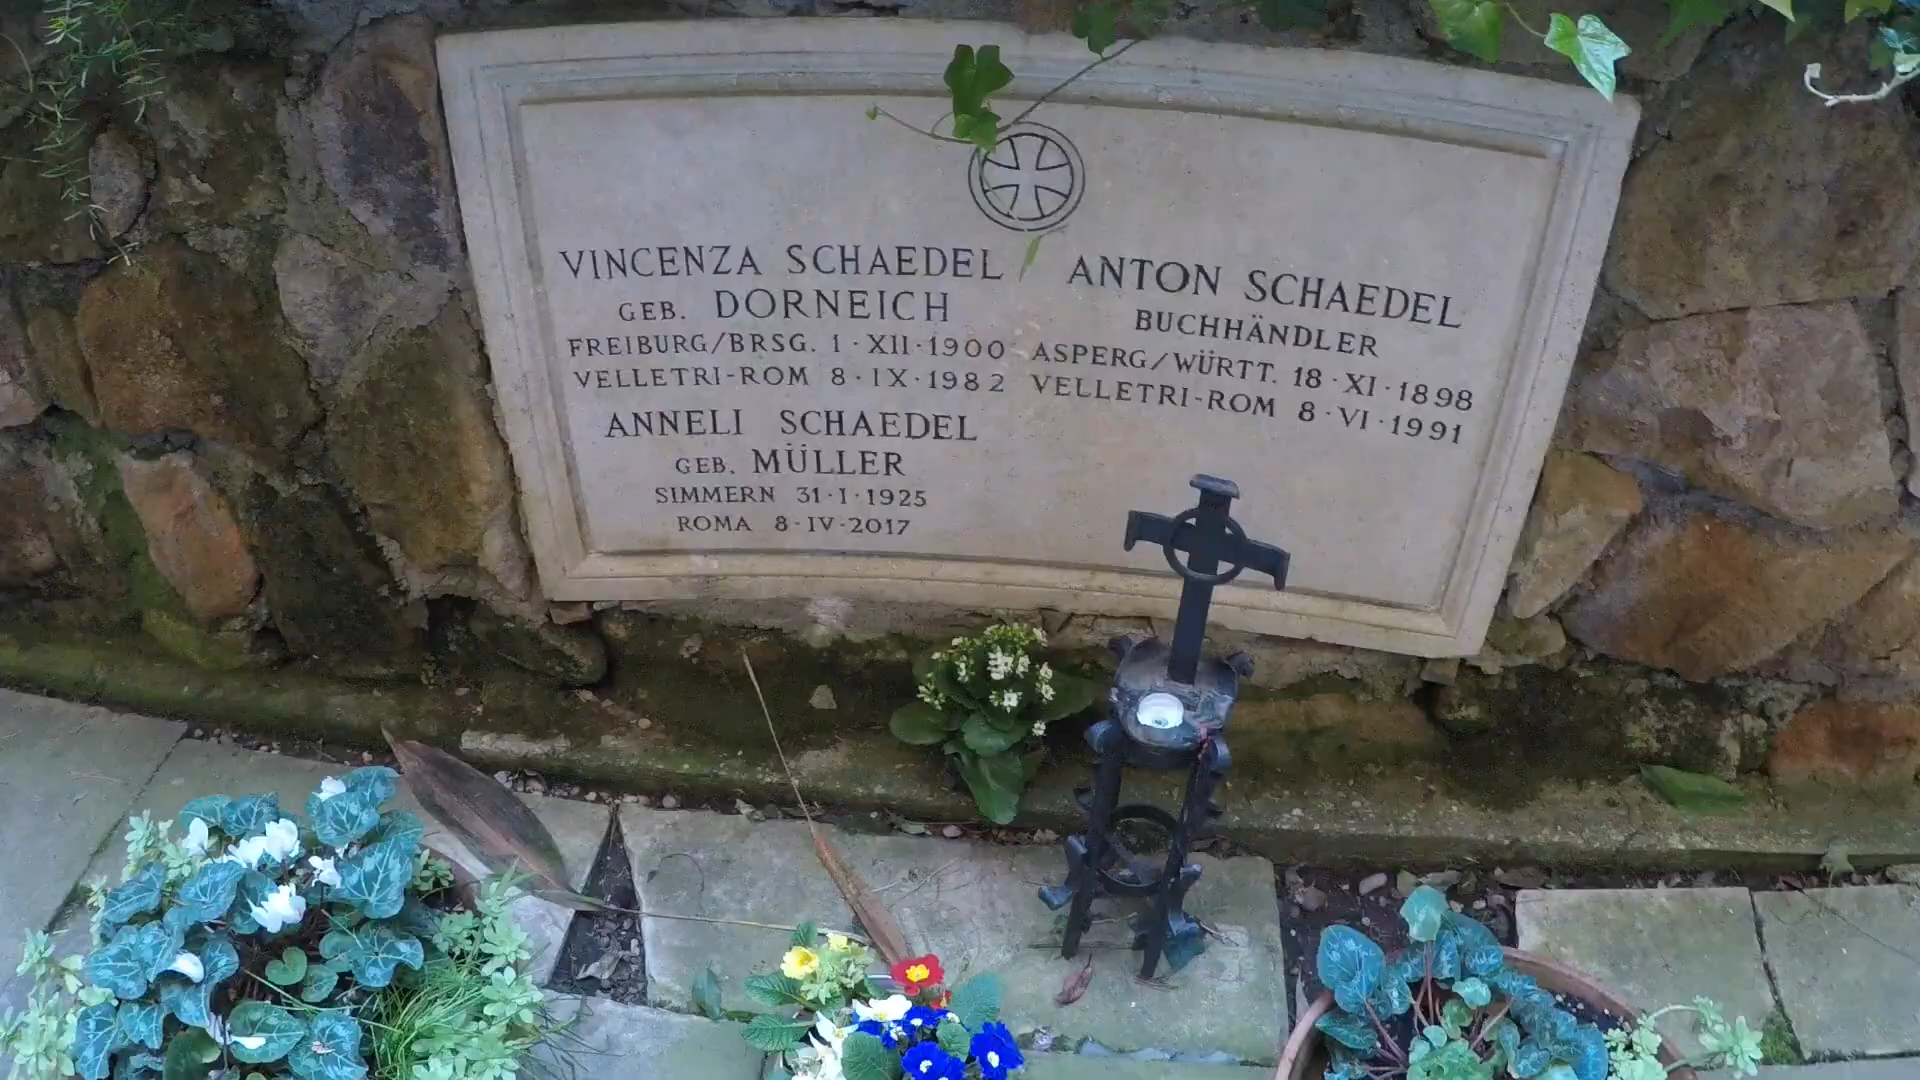 VINCENZA SCHAEDEL
GEB. DORNEICH
FREIBURG/BRSG. 1·XII·1900
VELLETRI-ROM 8·IX·1982
ANNELI SCHAEDEL
GEB. MÜLLER
SIMMERN 31·I·1925
ROMA 8·IV·2017
ANTON SCHAEDEL
BUCHHÄNDLER
ASPERG/WÜRTT. 18·XI·1898
VELLETRI-ROM 8·VI·1991